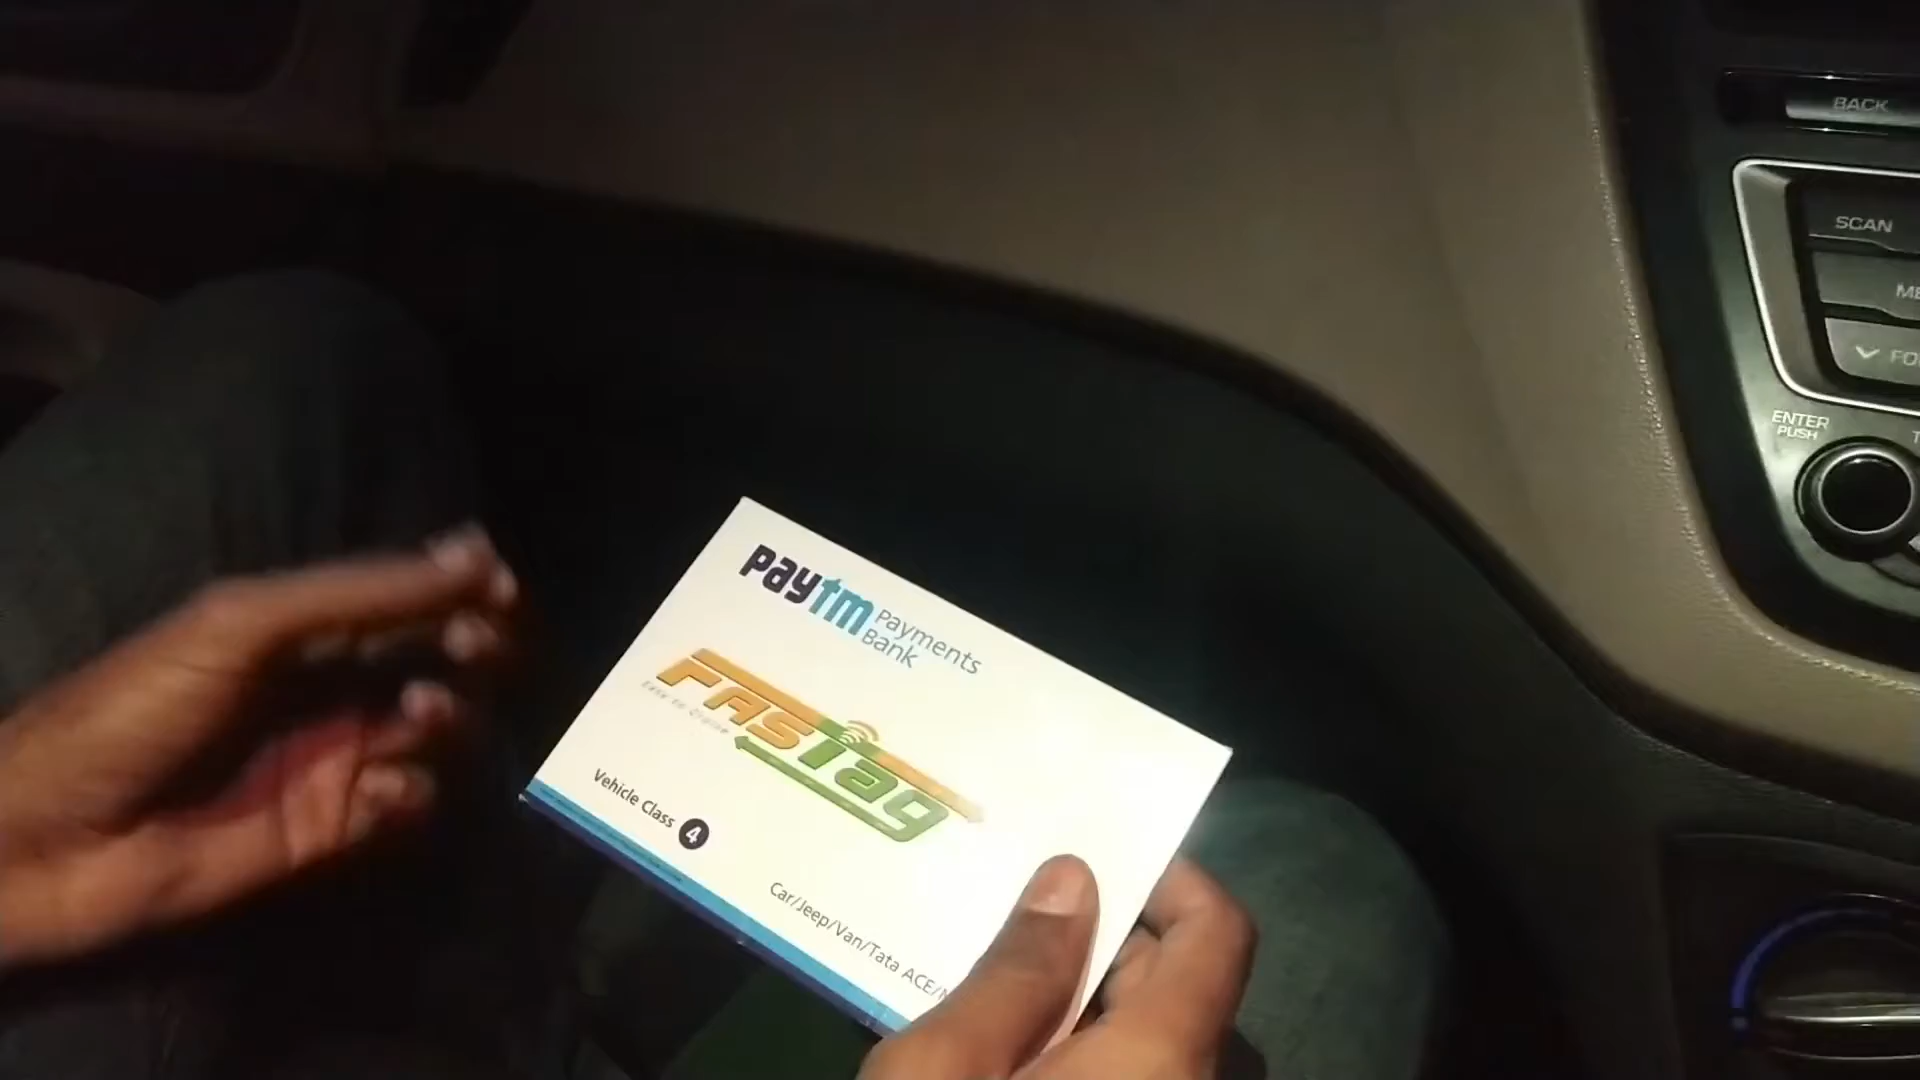 paytm Payments
Bank
FASTag
Vehicle Class 4
Car/Jeep/Van/Tata ACE/
BACK
SCAN
ENTER
PUSH